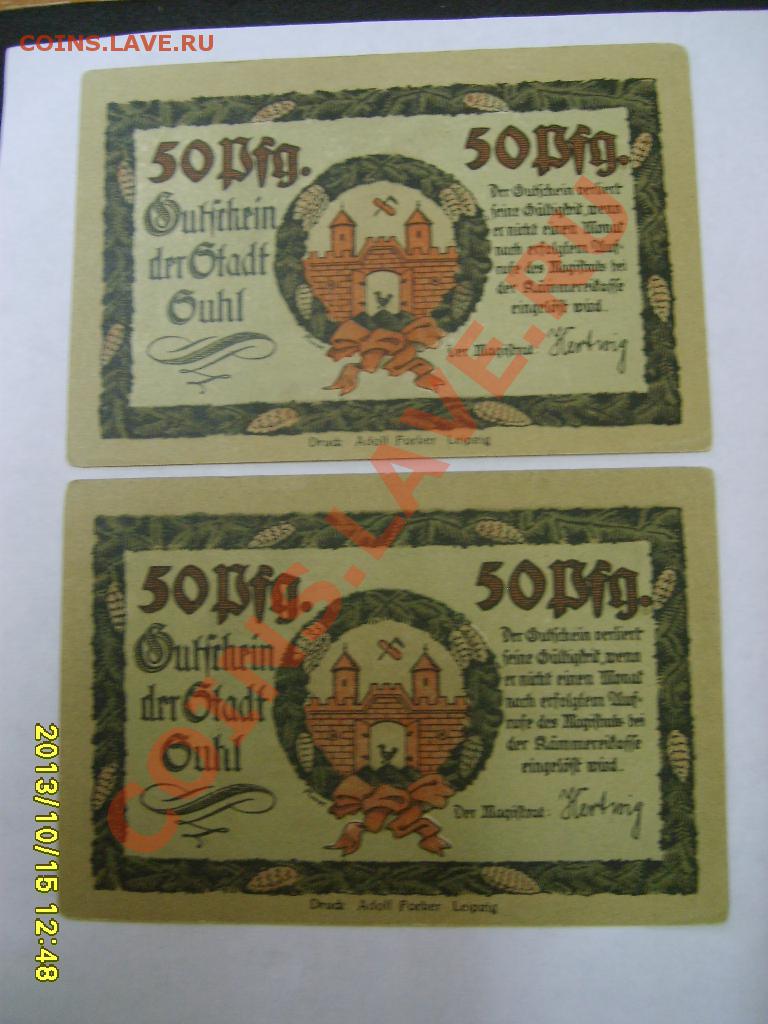 COINS.LAVE.RU
50 Pfg.
50 Pfg.
Gutschein
der Stadt
Suhl
Der Gutschein verliert
seine Gültigkeit, wenn
er nicht einen Monat
nach erfolgtem Auf-
rufe des Magistrats bei
der Kämmereikasse
eingelöst wird.
Der Magistrat: Hertwig
Druck: Adolf Forker Leipzig
50 Pfg.
50 Pfg.
Gutschein
der Stadt
Suhl
Der Gutschein verliert
seine Gültigkeit, wenn
er nicht einen Monat
nach erfolgtem Auf-
rufe des Magistrats bei
der Kämmereikasse
eingelöst wird.
Der Magistrat: Hertwig
Druck: Adolf Forker Leipzig
COINS.LAVE.RU
2013/10/15 12:48